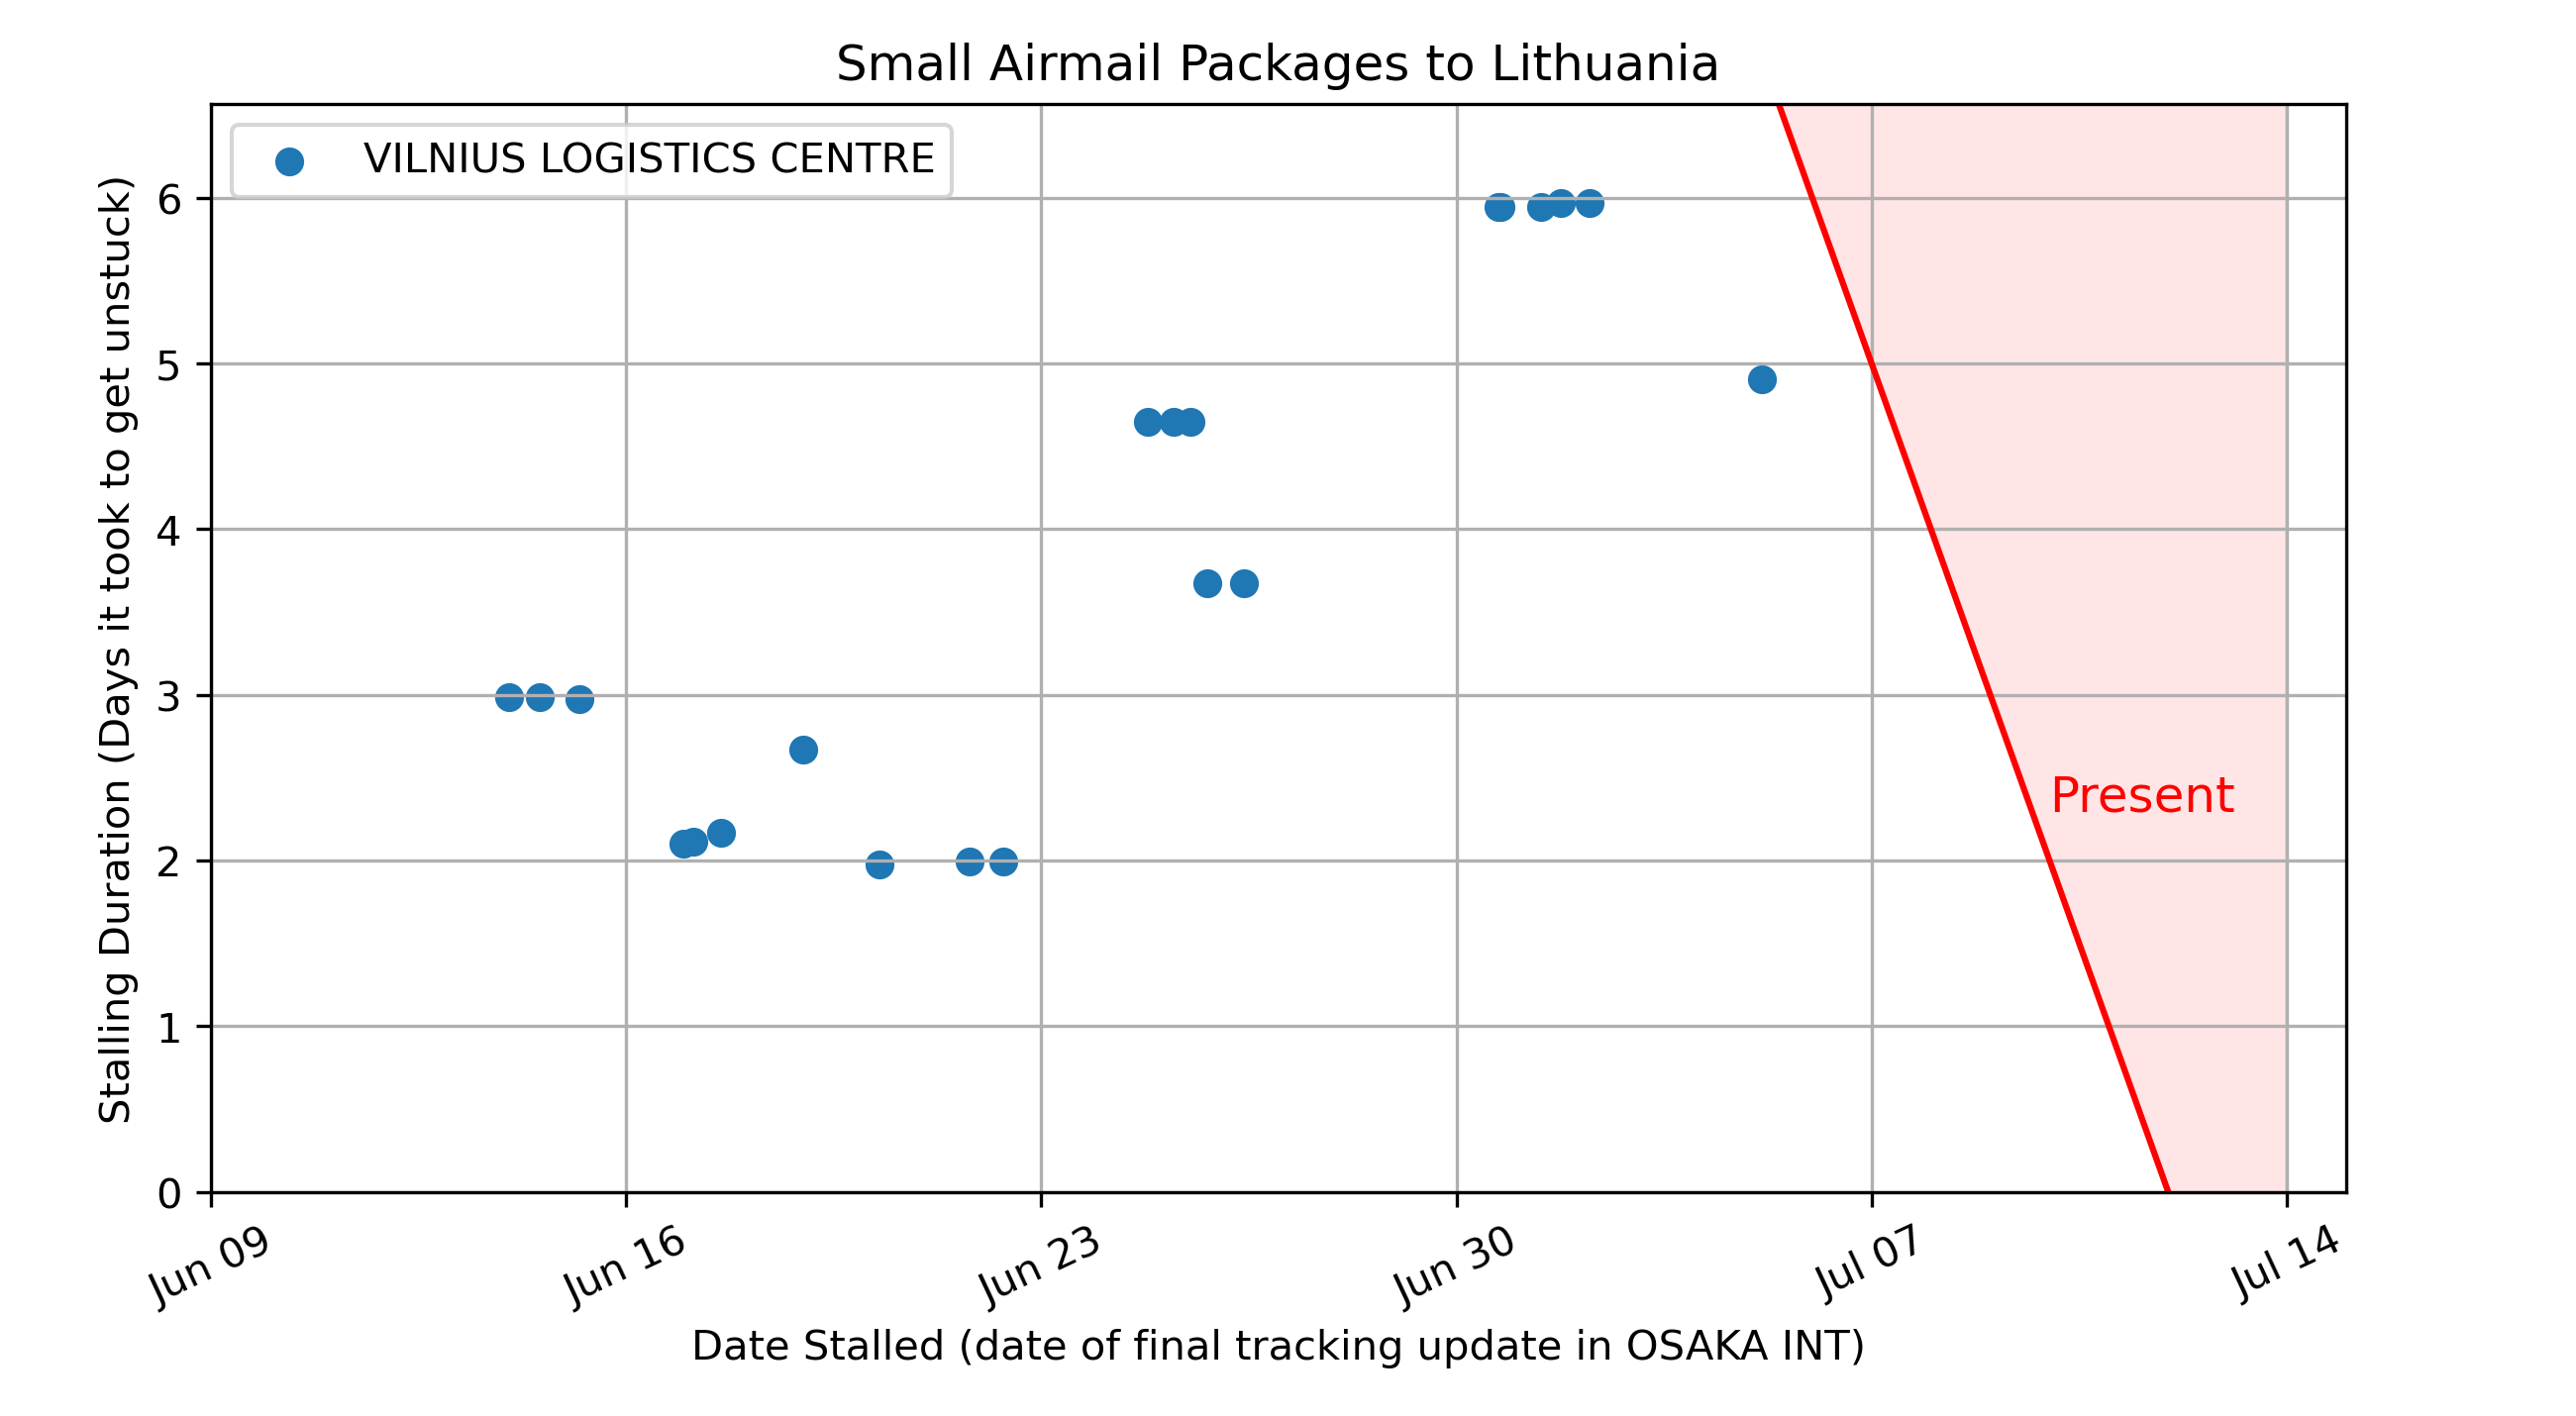 Small Airmail Packages to Lithuania
VILNIUS LOGISTICS CENTRE
Stalling Duration (Days it took to get unstuck)
6
5
4
3
2
1
0
Present
Jun 09
Jun 16
Jun 23
Jun 30
Jul 07
Jul 14
Date Stalled (date of final tracking update in OSAKA INT)